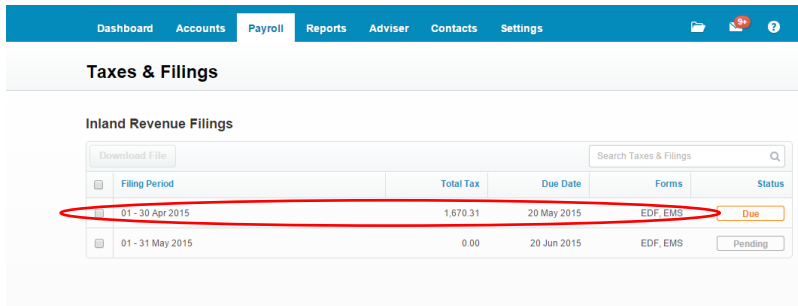 Dashboard Accounts Payroll Reports Adviser Contacts Settings 9+ ?
Taxes & Filings
Inland Revenue Filings
Download File Search Taxes & Filings
Filing Period Total Tax Due Date Forms Status
01 - 30 Apr 2015 1,670.31 20 May 2015 EDF, EMS Due
01 - 31 May 2015 0.00 20 Jun 2015 EDF, EMS Pending